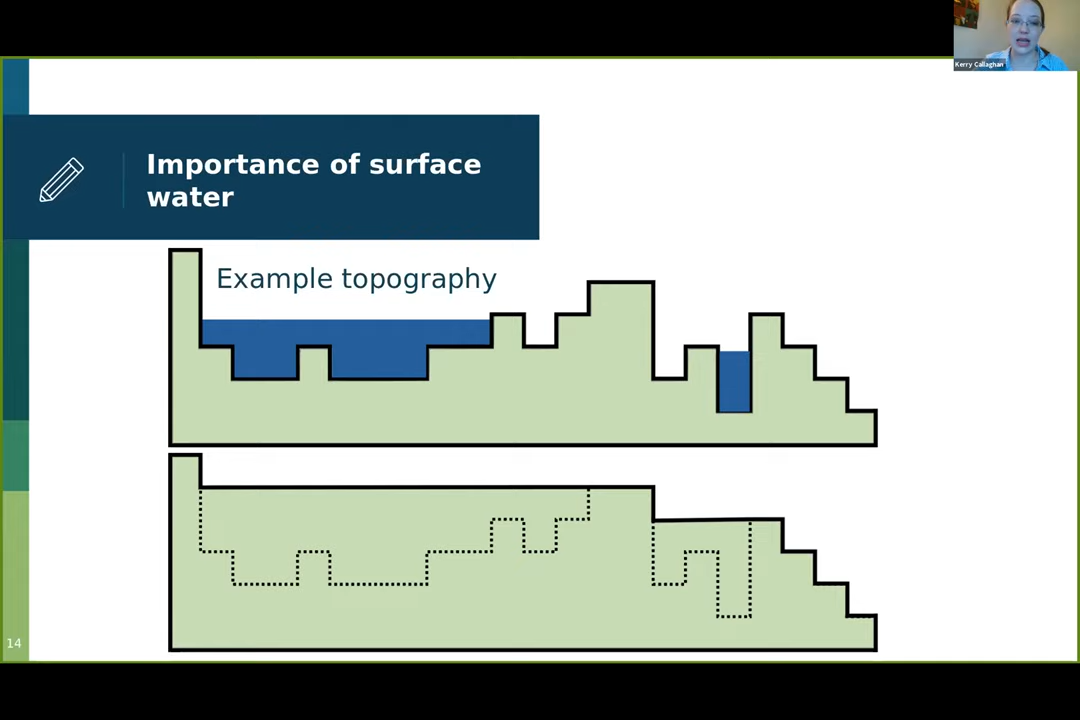 Kerry Callaghan
Importance of surface
water
Example topography
14